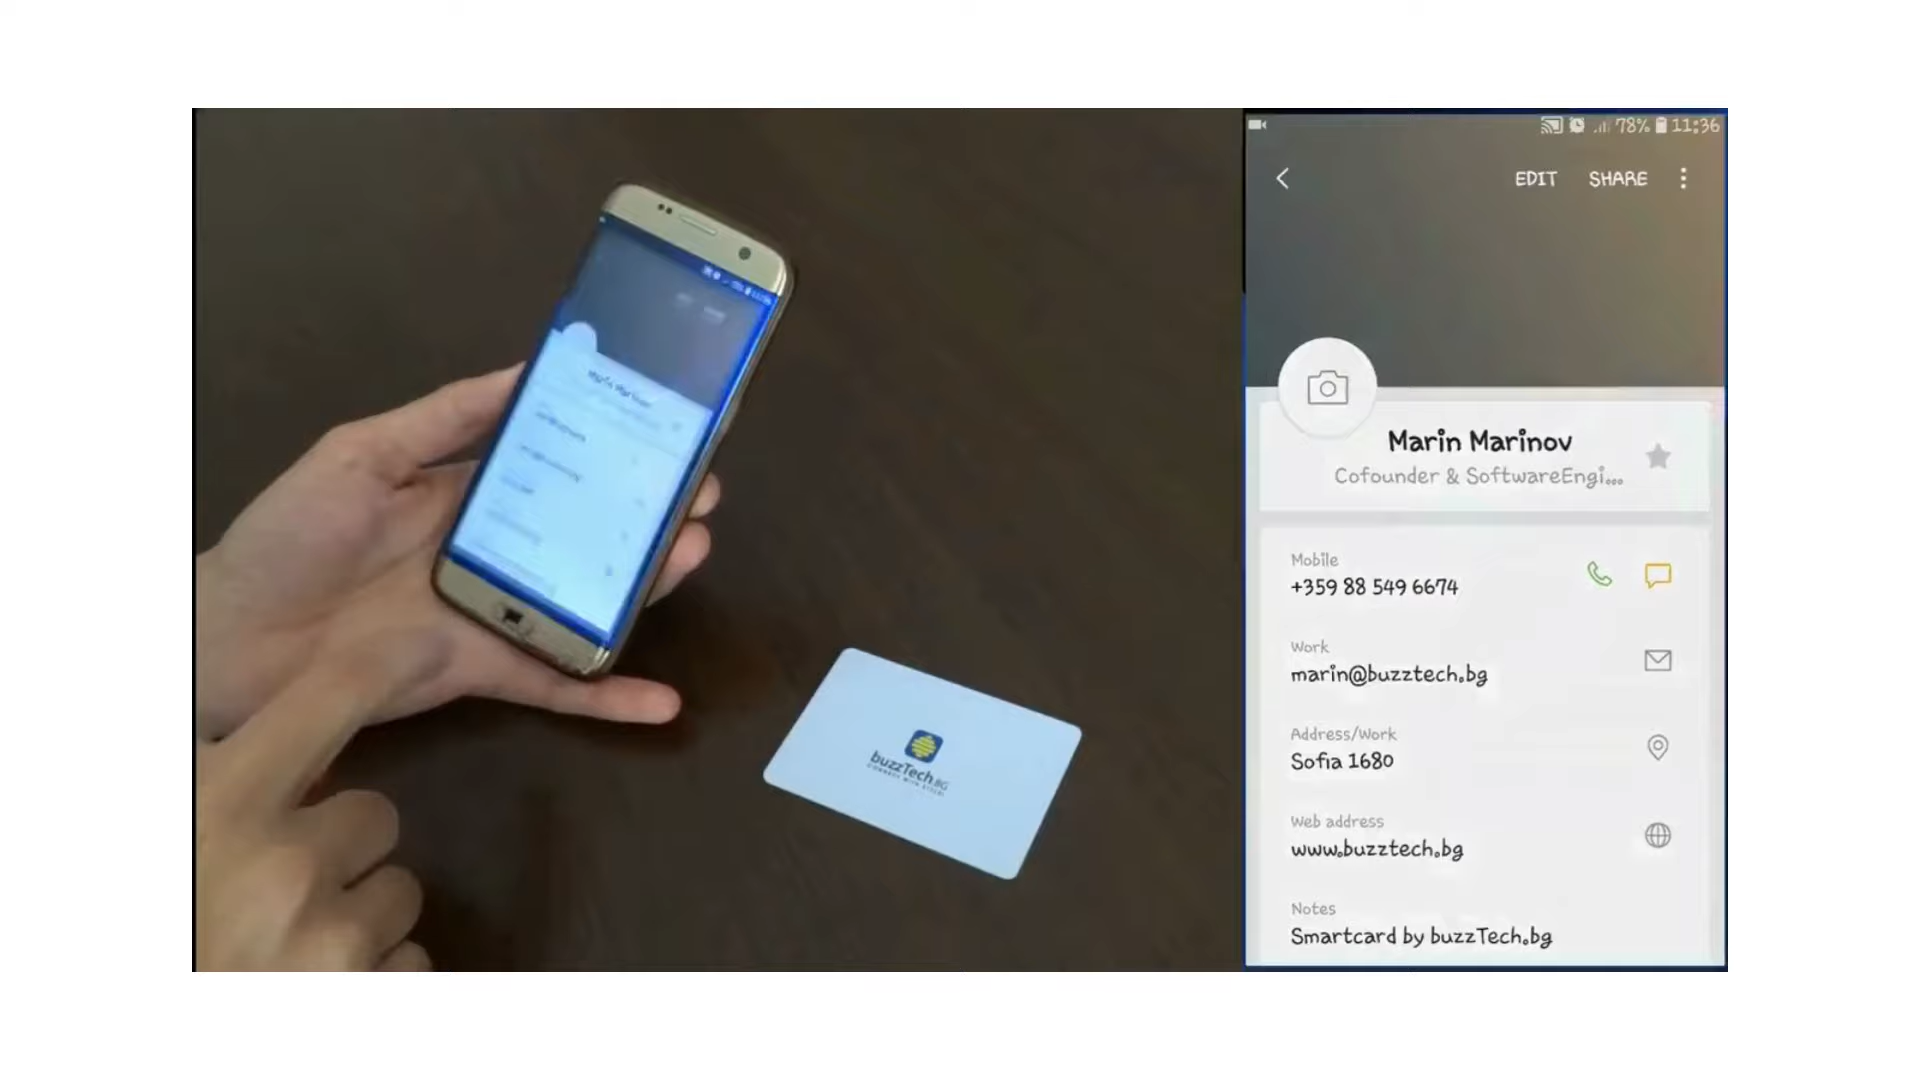 buzzTech.BG
78% 11:36
EDIT SHARE
Marin Marinov
Cofounder & SoftwareEngi...
Mobile
+359 88 549 6674
Work
marin@buzztech.bg
Address/Work
Sofia 1680
Web address
www.buzztech.bg
Notes
Smartcard by buzzTech.bg